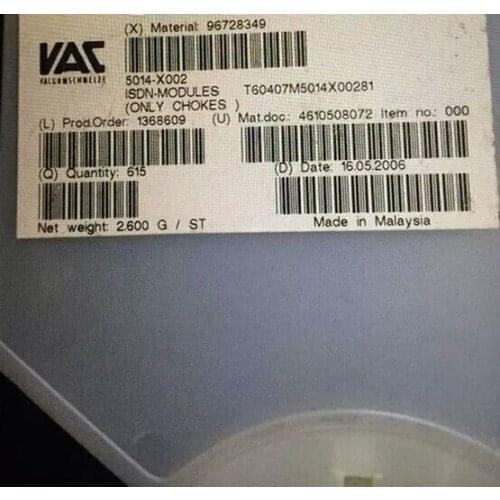 (X) Material: 96728349
VAC
VACUUMSCHMELZE
5014-X002
ISDN-MODULES T60407M5014X00281
(ONLY CHOKES )
(L) Prod.Order: 1368609 (U) Mat.doc.: 4610508072 Item no.: 000
(Q) Quantity: 615 (D) Date: 16.05.2006
Net weight: 2.600 G / ST Made in Malaysia